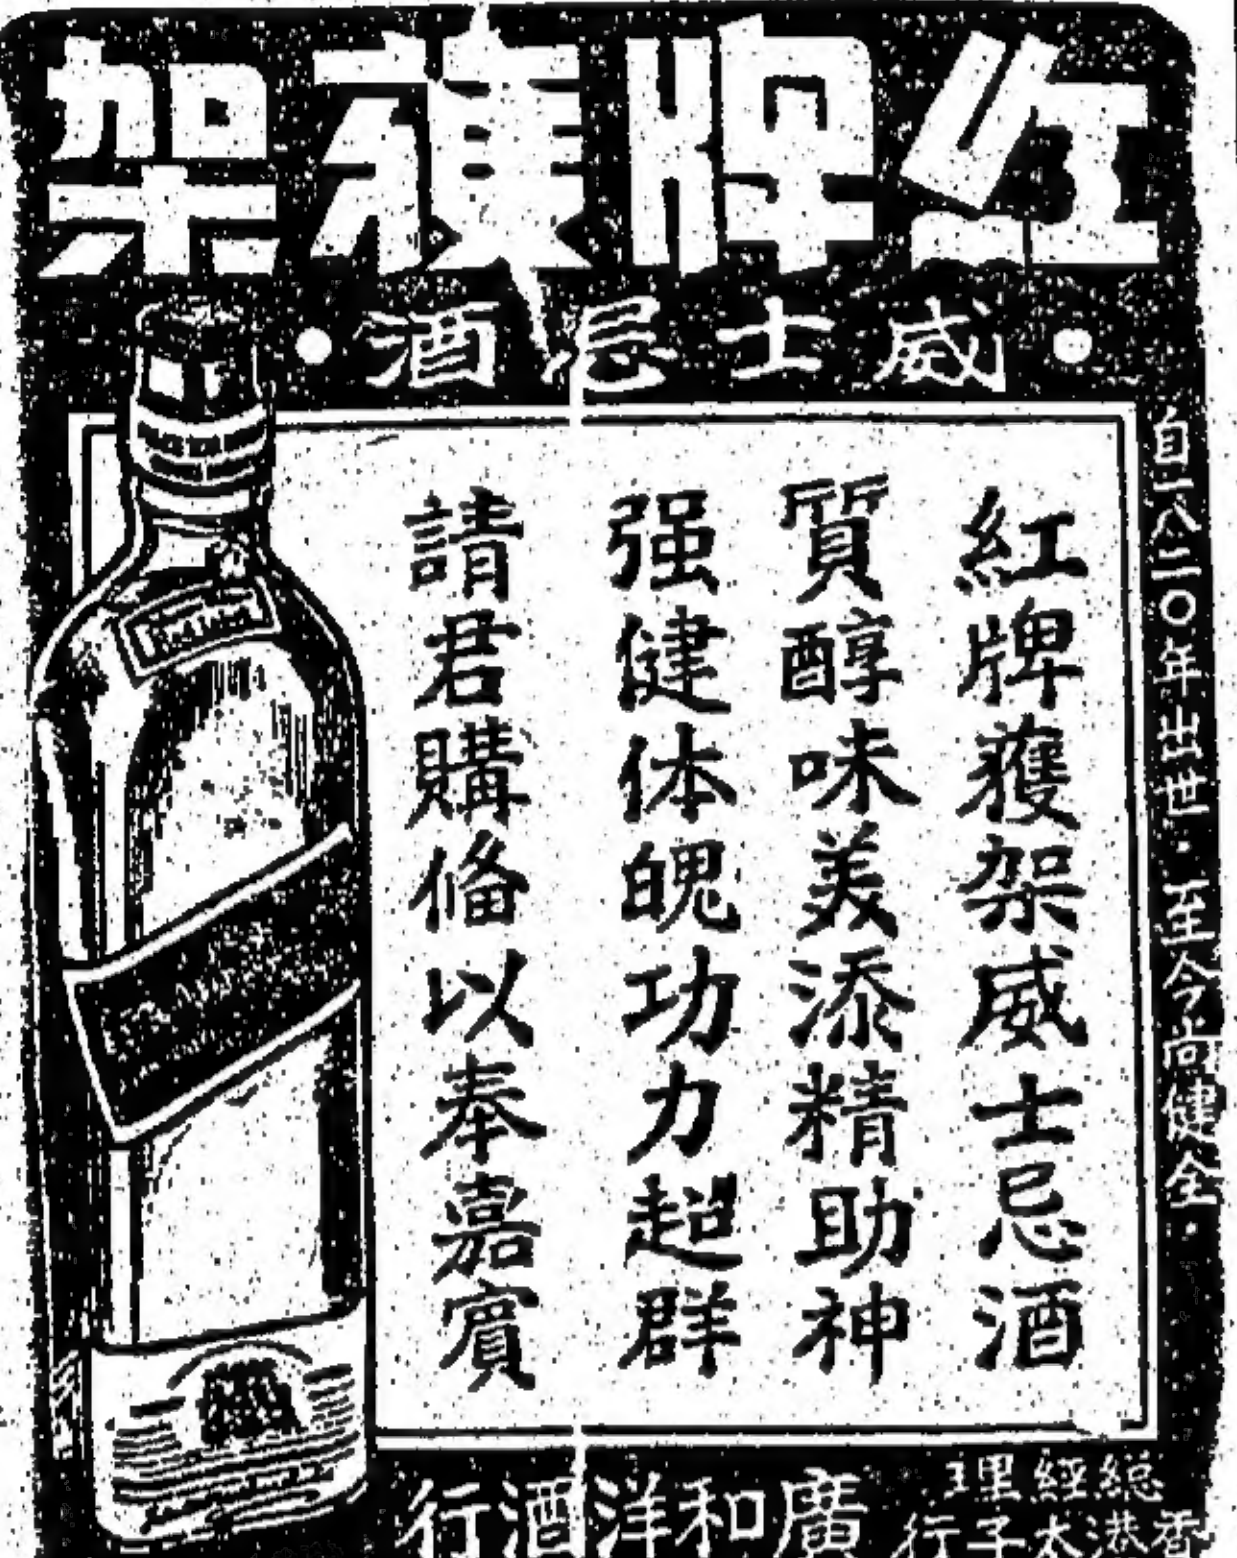 紅牌穫架
威士忌酒
自一八二〇年出世·至今尚健全·
紅牌穫架威士忌酒
質醇味美添精助神
强健体魄功力超群
請君購俻以奉嘉賓
總經理
香港太子行
廣和洋酒行